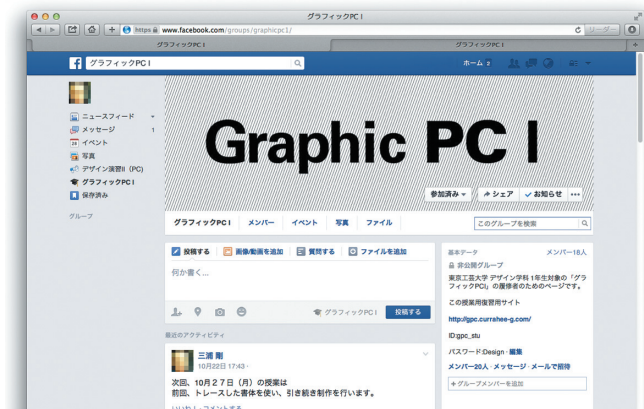 グラフィックPC I
https www.facebook.com/groups/graphicpc1/
リーダー
グラフィックPC I
グラフィックPC I
グラフィックPC I
ホーム 2
ニュースフィード
メッセージ 1
イベント
写真
デザイン演習II（PC）
グラフィックPC I
保存済み
グループ
Graphic PC I
参加済み
シェア
お知らせ
グラフィックPC I メンバー イベント 写真 ファイル
このグループを検索
投稿する 画像/動画を追加 質問する ファイルを追加
何か書く...
グラフィックPC I 投稿する
基本データ メンバー18人
非公開グループ
東京工芸大学 デザイン学科 1年生対象の「グラ
フィックPCI」の履修者のためのページです。
この授業用復習用サイト
http://gpc.currahee-g.com/
ID:gpc_stu
パスワード:Design · 編集
メンバー20人 · メッセージ · メールで招待
+グループメンバーを追加
最近のアクティビティ
三浦 剛
10月22日 17:43 ·
次回、10月２７日（月）の授業は
前回、トレースした書体を使い、引き続き制作を行います。
いいね！ · コメントする